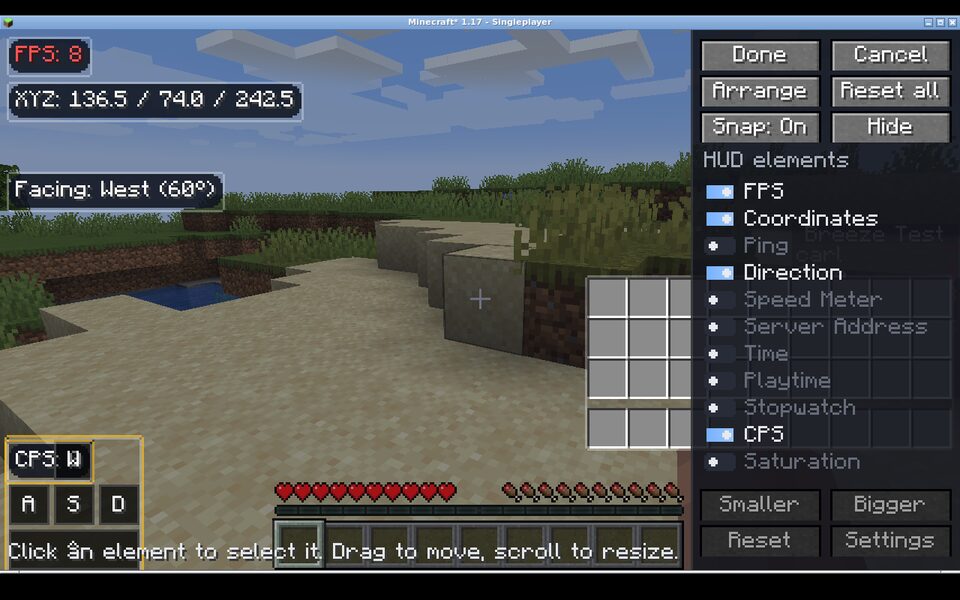 Minecraft* 1.17 - Singleplayer
FPS: 8
XYZ: 136.5 / 74.0 / 242.5
Facing: West (60°)
CPS: W
A S D
Click an element to select it. Drag to move, scroll to resize.
Done Cancel
Arrange Reset all
Snap: On Hide
HUD elements
FPS
Coordinates
Ping
Direction
Speed Meter
Server Address
Time
Playtime
Stopwatch
CPS
Saturation
Smaller Bigger
Reset Settings